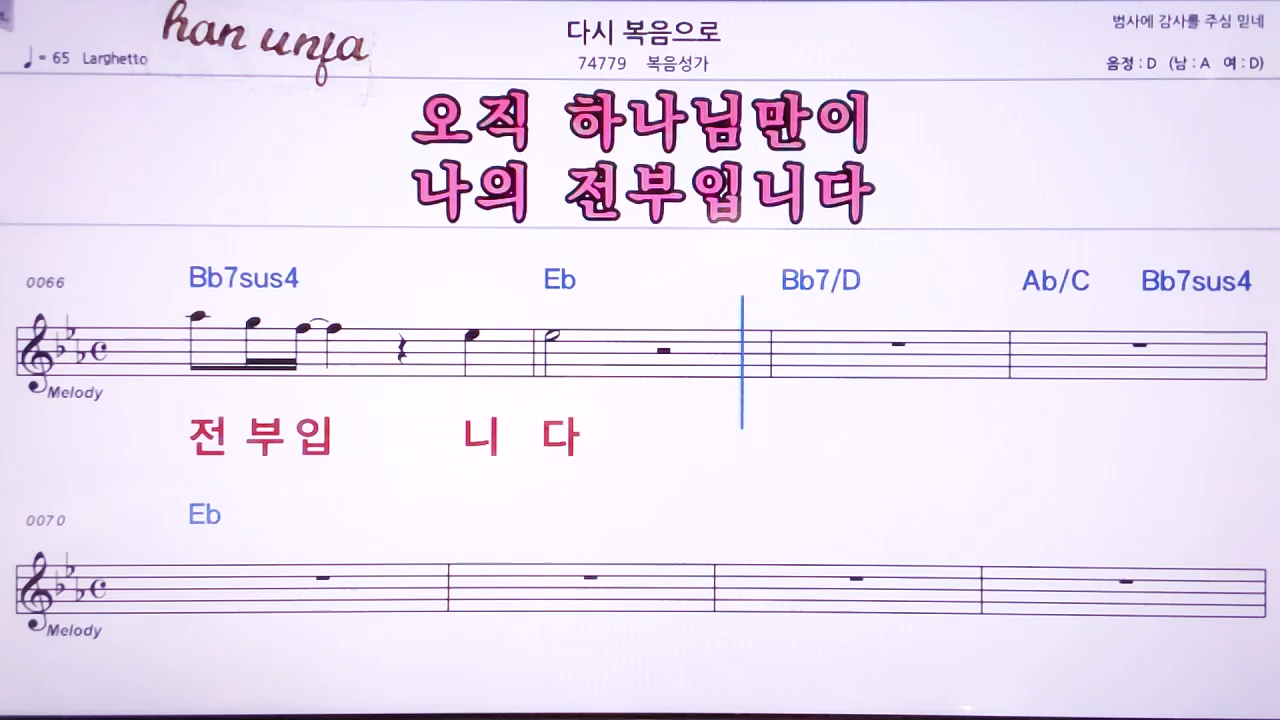 han unja
다시 복음으로
범사에 감사를 주심 믿네
♩= 65 Larghetto
74779 복음성가
음정 : D (남 : A 여 : D)
오직 하나님만이
나의 전부입니다
0066 Bb7sus4 Eb Bb7/D Ab/C Bb7sus4
Melody
전 부 입 니 다
0070 Eb
Melody